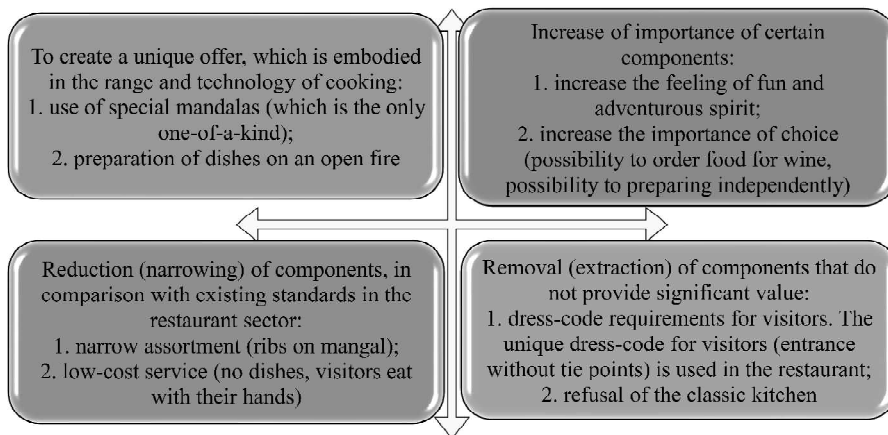 To create a unique offer, which is embodied
in the range and technology of cooking:
1. use of special mandalas (which is the only
one-of-a-kind);
2. preparation of dishes on an open fire
Increase of importance of certain
components:
1. increase the feeling of fun and
adventurous spirit;
2. increase the importance of choice
(possibility to order food for wine,
possibility to preparing independently)
Reduction (narrowing) of components, in
comparison with existing standards in the
restaurant sector:
1. narrow assortment (ribs on mangal);
2. low-cost service (no dishes, visitors eat
with their hands)
Removal (extraction) of components that do
not provide significant value:
1. dress-code requirements for visitors. The
unique dress-code for visitors (entrance
without tie points) is used in the restaurant;
2. refusal of the classic kitchen